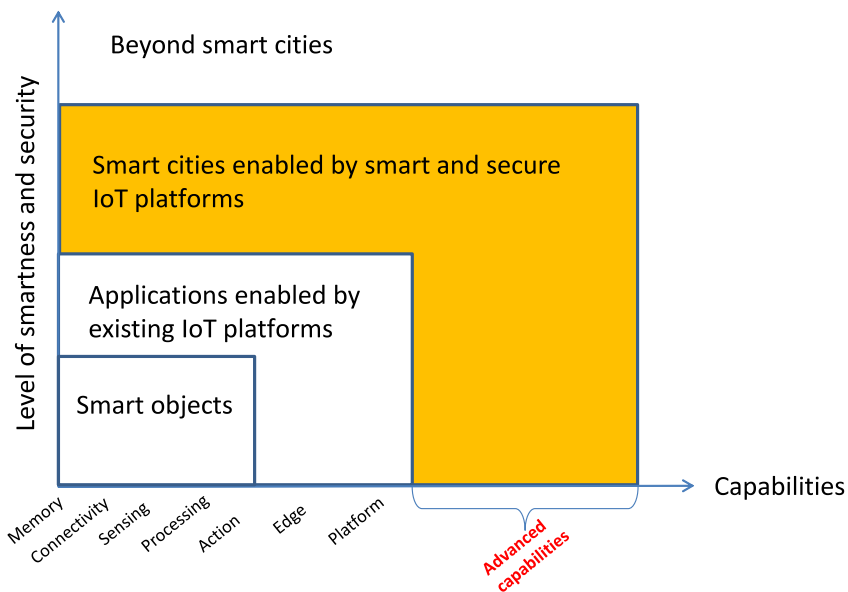 Beyond smart cities
Level of smartness and security
Smart cities enabled by smart and secure
IoT platforms
Applications enabled by
existing IoT platforms
Smart objects
Capabilities
Memory
Connectivity
Sensing
Processing
Action
Edge
Platform
Advanced
capabilities